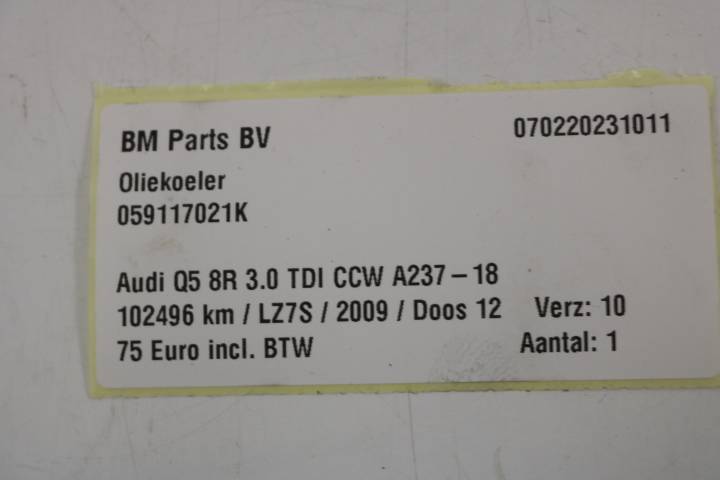 BM Parts BV 070220231011
Oliekoeler
059117021K
Audi Q5 8R 3.0 TDI CCW A237-18
102496 km / LZ7S / 2009 / Doos 12 Verz: 10
75 Euro incl. BTW Aantal: 1